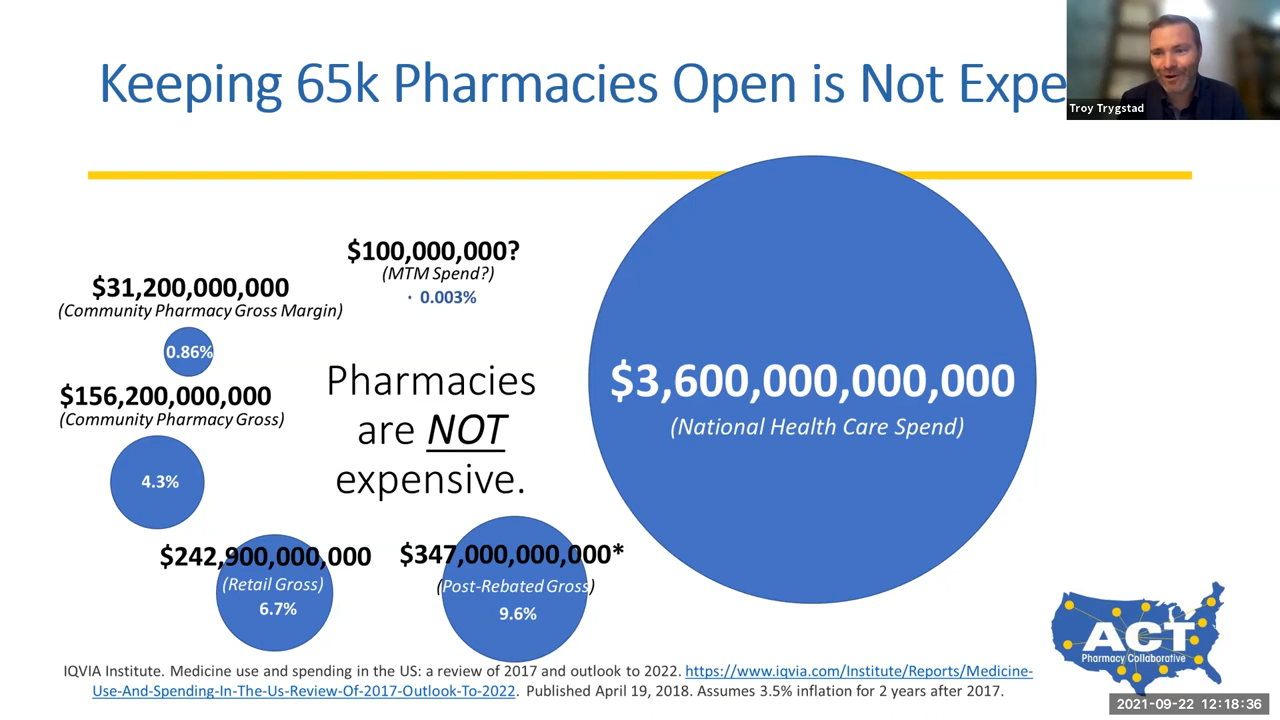 Keeping 65k Pharmacies Open is Not Expe
Troy Trygstad
$100,000,000?
(MTM Spend?)
· 0.003%
$31,200,000,000
(Community Pharmacy Gross Margin)
0.86%
$156,200,000,000
(Community Pharmacy Gross)
4.3%
Pharmacies
are NOT
expensive.
$3,600,000,000,000
(National Health Care Spend)
$242,900,000,000
(Retail Gross)
6.7%
$347,000,000,000*
(Post-Rebated Gross)
9.6%
ACT
Pharmacy Collaborative
IQVIA Institute. Medicine use and spending in the US: a review of 2017 and outlook to 2022. https://www.iqvia.com/Institute/Reports/Medicine-
Use-And-Spending-In-The-Us-Review-Of-2017-Outlook-To-2022. Published April 19, 2018. Assumes 3.5% inflation for 2 years after 2017.
2021-09-22 12:18:36